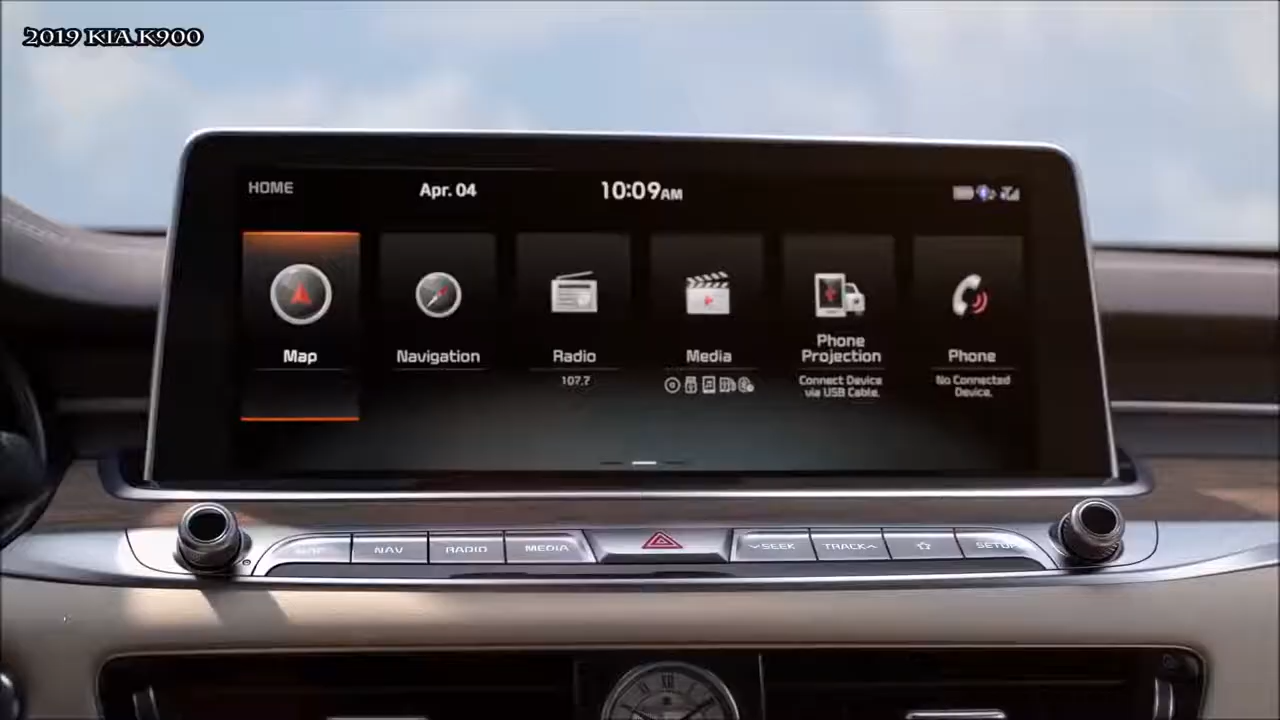 2019 KIA K900
HOME
Apr. 04
10:09AM
Map
Navigation
Radio
107.7
Media
Phone
Projection
Connect Device
via USB Cable.
Phone
No Connected
Device.
NAV
RADIO
MEDIA
SEEK
TRACK
SETUP
XII